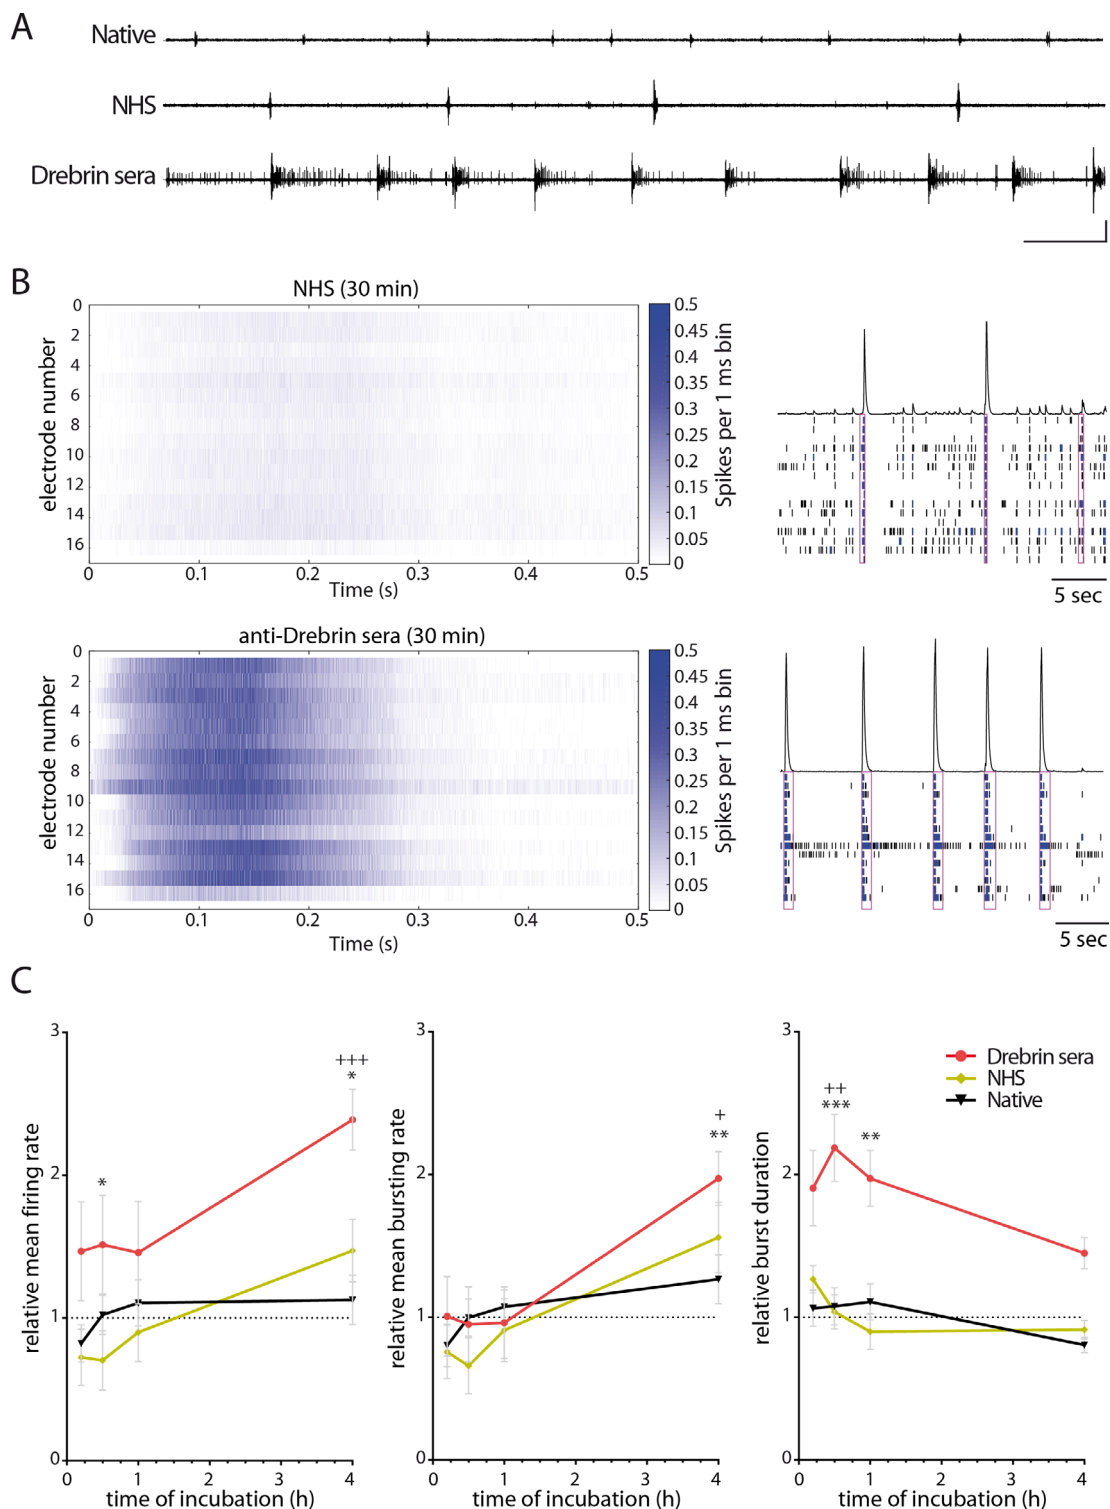 A
Native
NHS
Drebrin sera
B
NHS (30 min)
0
2
4
6
8
10
12
14
16
electrode number
0 0.1 0.2 0.3 0.4 0.5
Time (s)
0.5
0.45
0.4
0.35
0.3
0.25
0.2
0.15
0.1
0.05
0
Spikes per 1 ms bin
5 sec
anti-Drebrin sera (30 min)
0
2
4
6
8
10
12
14
16
electrode number
0 0.1 0.2 0.3 0.4 0.5
Time (s)
0.5
0.45
0.4
0.35
0.3
0.25
0.2
0.15
0.1
0.05
0
Spikes per 1 ms bin
5 sec
C
3
2
1
0
relative mean firing rate
*
+++
*
0 1 2 3 4
time of incubation (h)
3
2
1
0
relative mean bursting rate
+
**
0 1 2 3 4
time of incubation (h)
3
2
1
0
relative burst duration
++
***
**
Drebrin sera
NHS
Native
0 1 2 3 4
time of incubation (h)